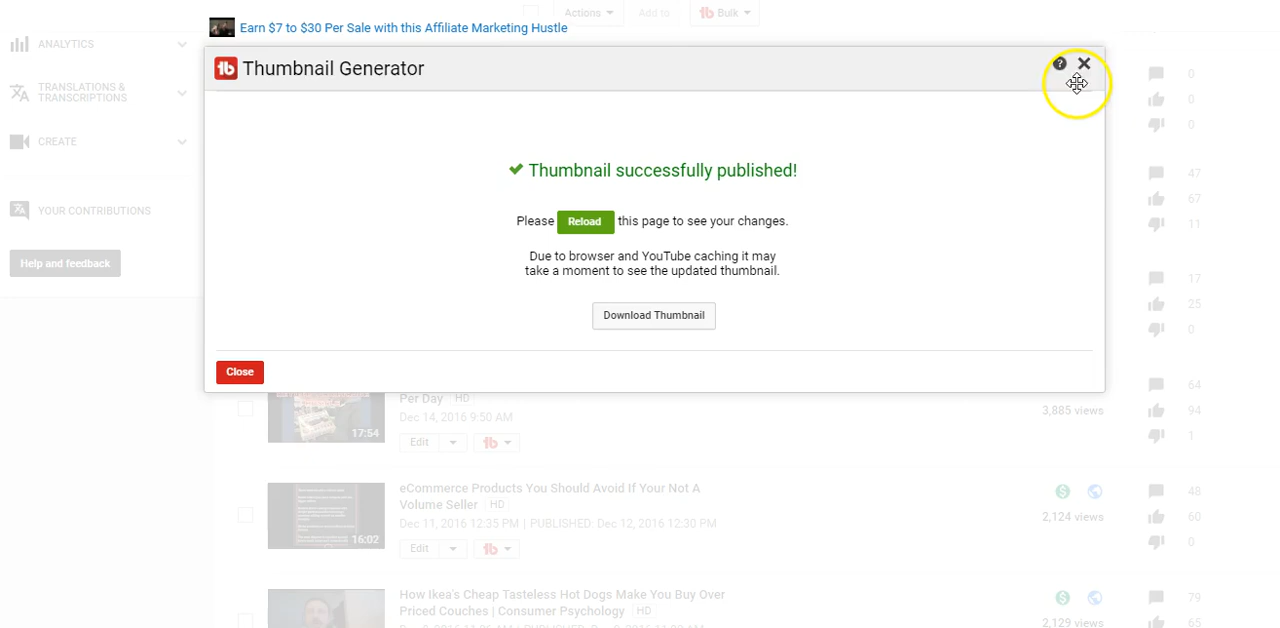 Actions
Add to
Bulk
Earn $7 to $30 Per Sale with this Affiliate Marketing Hustle
ANALYTICS
TRANSLATIONS &
TRANSCRIPTIONS
CREATE
YOUR CONTRIBUTIONS
Help and feedback
tb Thumbnail Generator
?
Thumbnail successfully published!
Please Reload this page to see your changes.
Due to browser and YouTube caching it may
take a moment to see the updated thumbnail.
Download Thumbnail
Close
0
0
0
47
67
11
17
25
0
Per Day HD
Dec 14, 2016 9:50 AM
17:54
Edit
tb
3,885 views
64
94
1
eCommerce Products You Should Avoid If Your Not A
Volume Seller HD
Dec 11, 2016 12:35 PM | PUBLISHED: Dec 12, 2016 12:30 PM
16:02
Edit
tb
2,124 views
48
60
0
How Ikea's Cheap Tasteless Hot Dogs Make You Buy Over
Priced Couches | Consumer Psychology HD
2,129 views
79
65